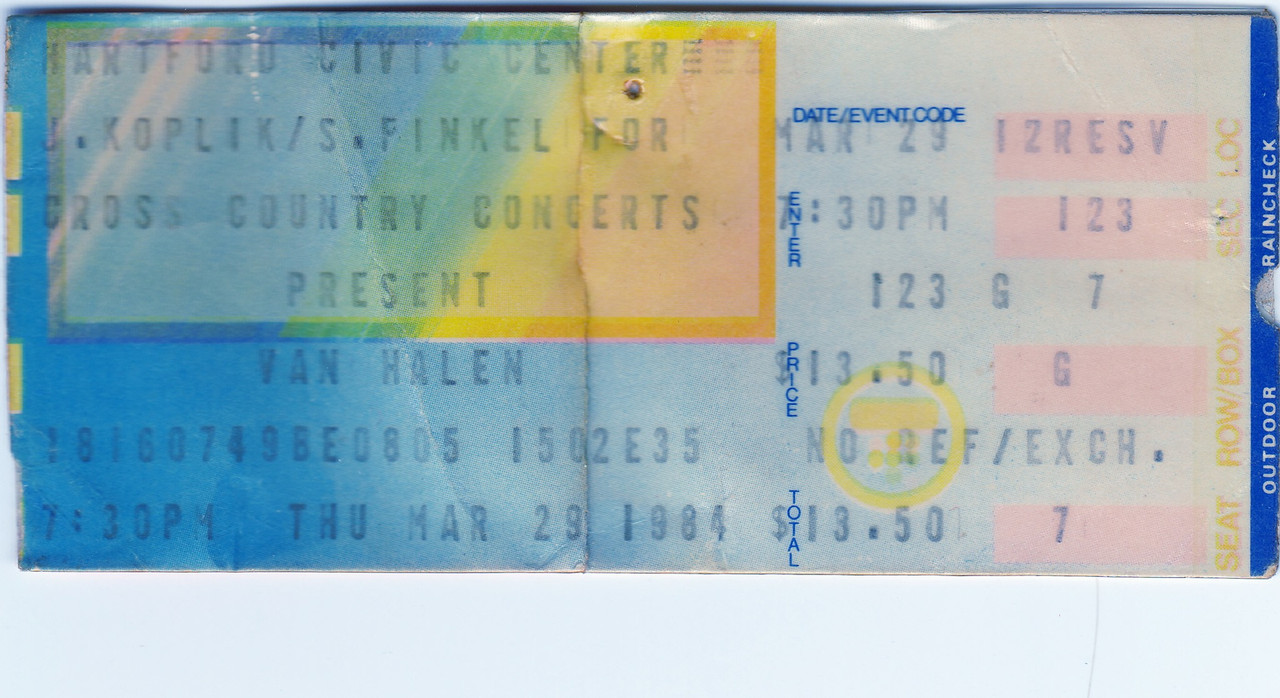 HARTFORD CIVIC CENTER
J.KOPLIK/S.FINKEL FOR
CROSS COUNTRY CONCERTS
PRESENT
VAN HALEN
18160749BE0805 1502E35
7:30PM THU MAR 29 1984
DATE/EVENT CODE
MAR 29 12RESV
ENTER
7:30PM 123
123 G 7
PRICE
$13.50 G
NO REF/EXCH.
TOTAL
$13.50 7
LOC
SEC
ROW/BOX
SEAT
OUTDOOR RAINCHECK